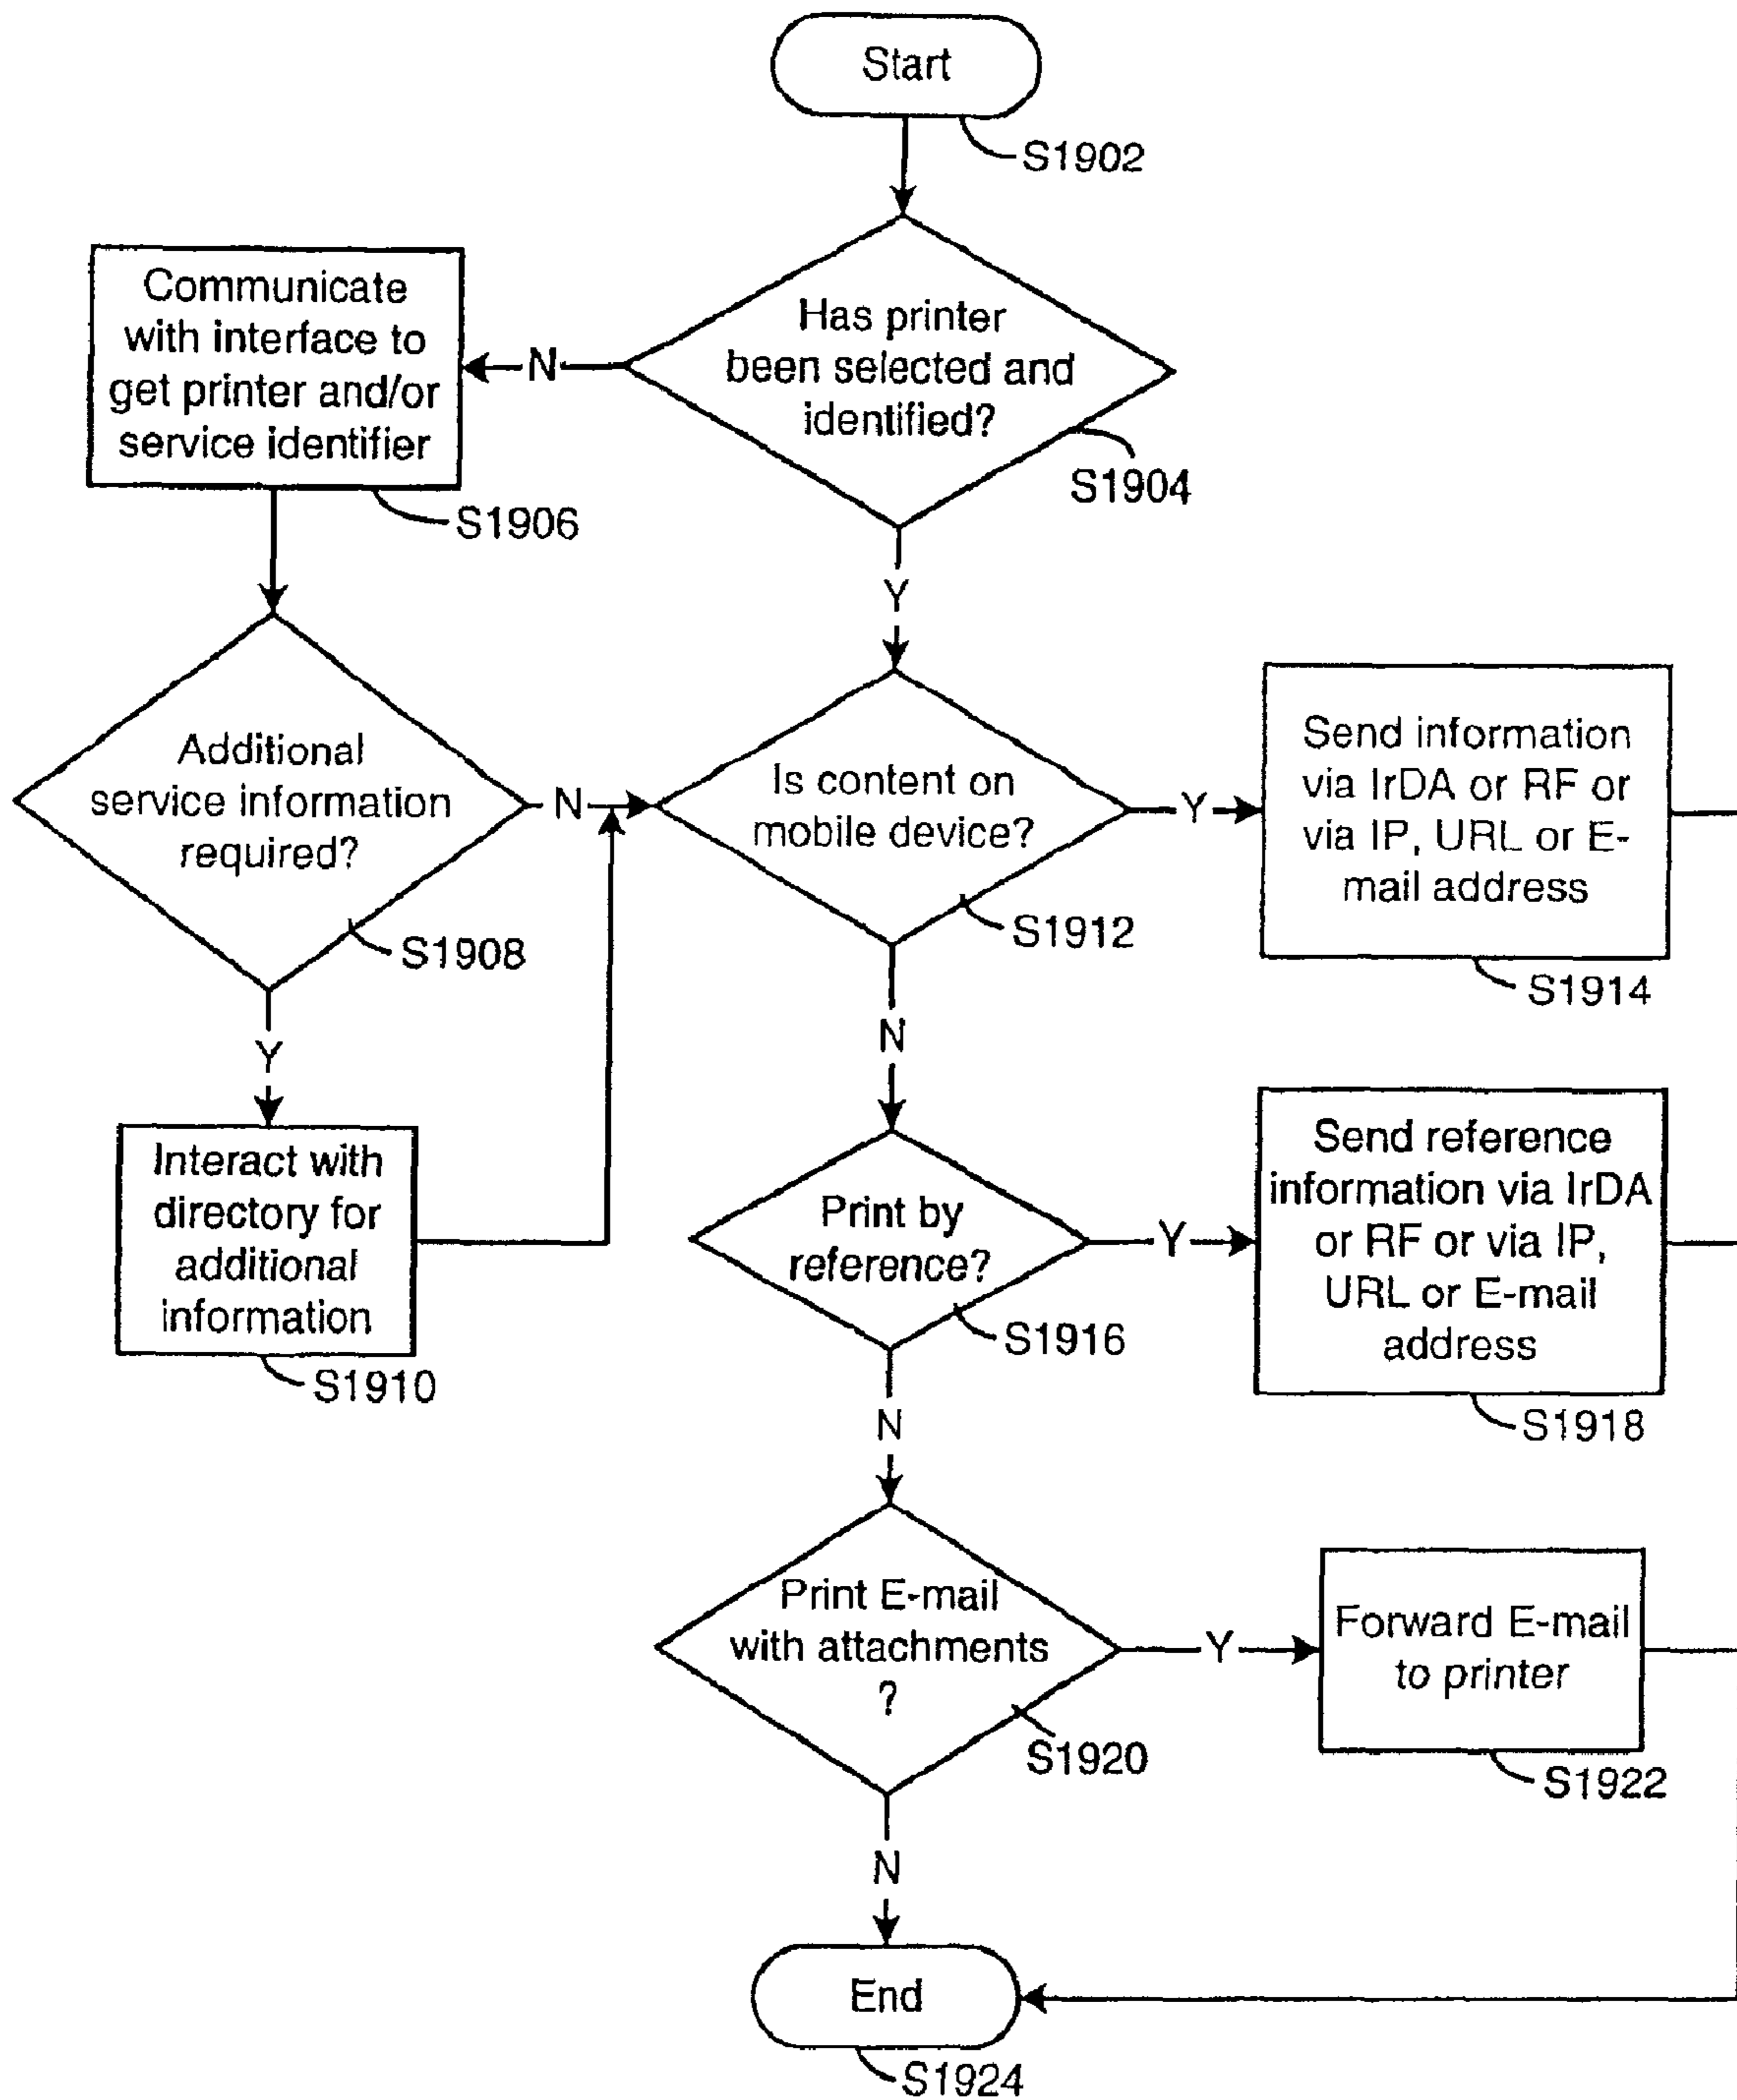 Start
S1902
Has printer
been selected and
identified?
S1904
N
Communicate
with interface to
get printer and/or
service identifier
S1906
Y
Additional
service information
required?
S1908
N
Y
Interact with
directory for
additional
information
S1910
Is content on
mobile device?
S1912
Y
Send information
via IrDA or RF or
via IP, URL or E-
mail address
S1914
N
Print by
reference?
S1916
Y
Send reference
information via IrDA
or RF or via IP,
URL or E-mail
address
S1918
N
Print E-mail
with attachments
?
S1920
Y
Forward E-mail
to printer
S1922
N
End
S1924